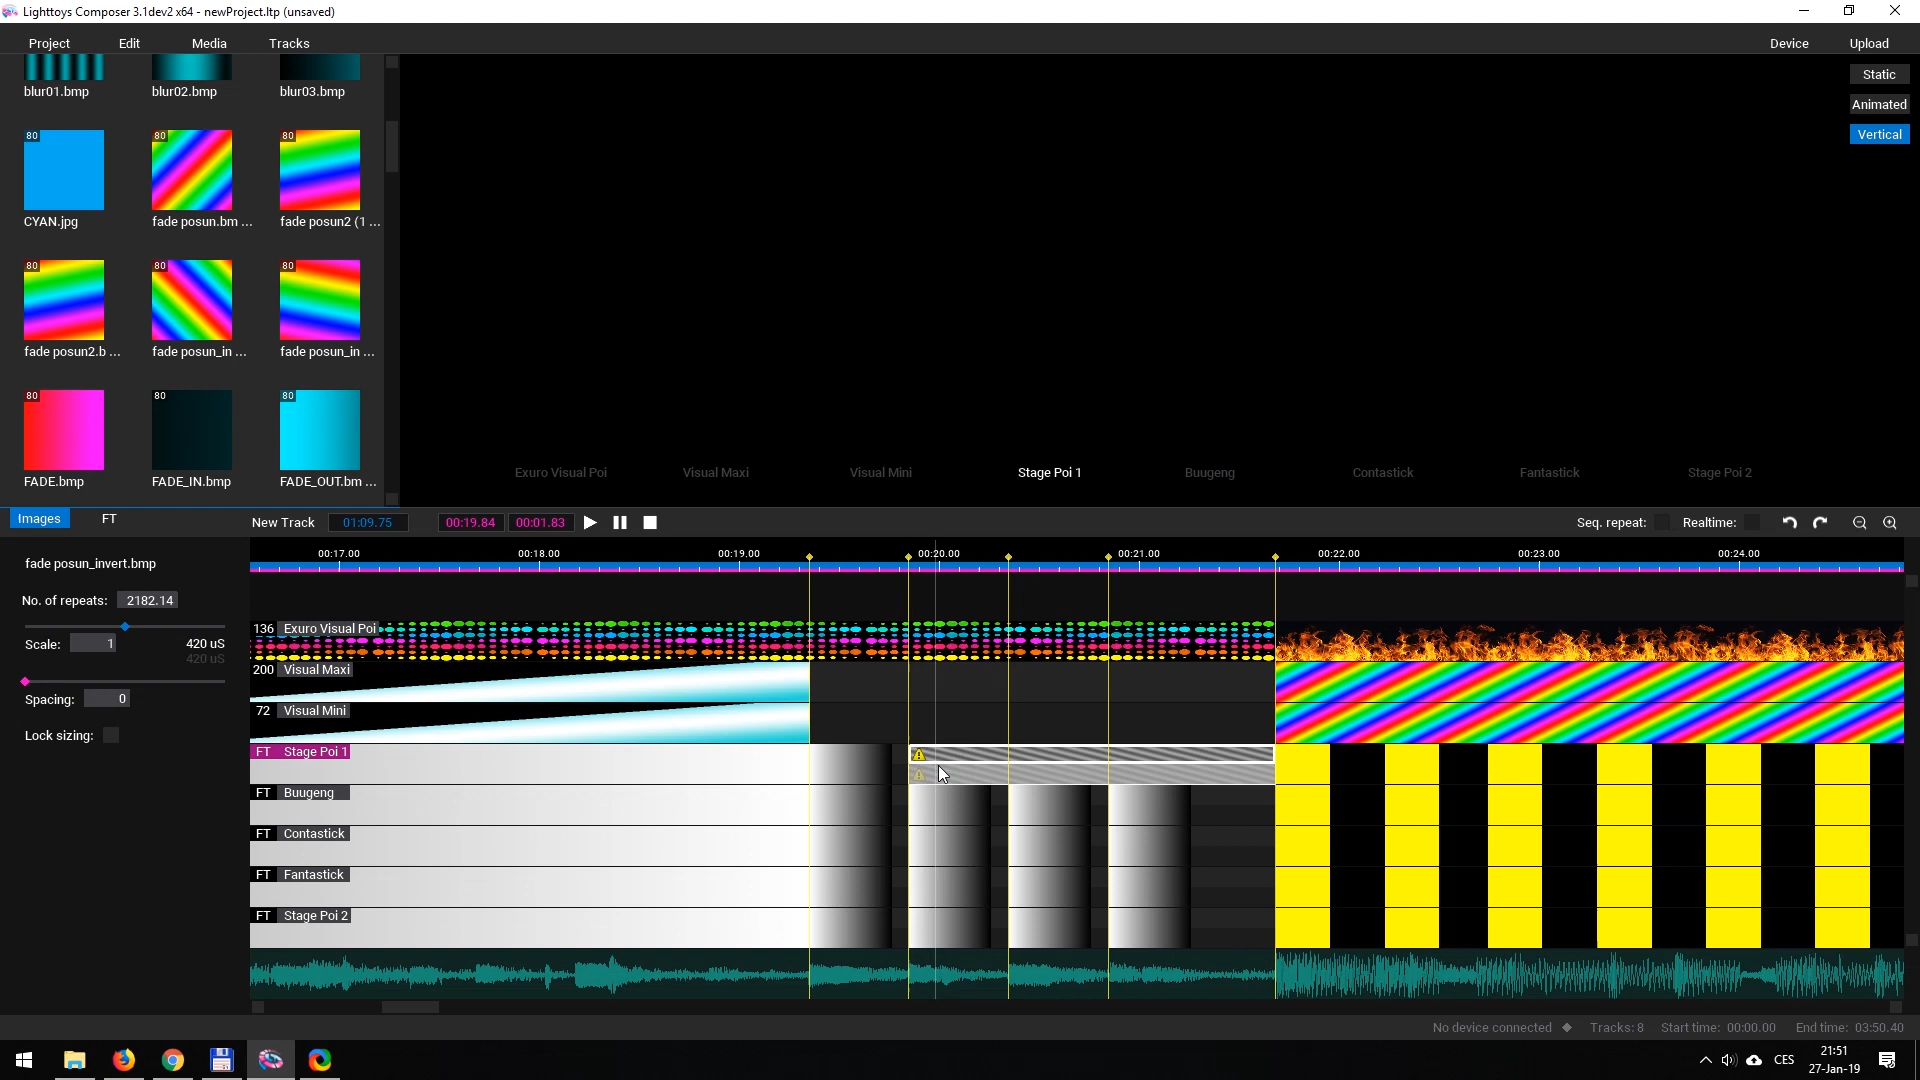 Lighttoys Composer 3.1dev2 x64 - newProject.ltp (unsaved)
Project Edit Media Tracks Device Upload
Static
Animated
Vertical
blur01.bmp blur02.bmp blur03.bmp
80 80 80
CYAN.jpg fade posun.bm ... fade posun2 (1 ...
80 80 80
fade posun2.b ... fade posun_in ... fade posun_in ...
80 80 80
FADE.bmp FADE_IN.bmp FADE_OUT.bm ...
Exuro Visual Poi Visual Maxi Visual Mini Stage Poi 1 Buugeng Contastick Fantastick Stage Poi 2
Images FT New Track 01:09.75 00:19.84 00:01.83 Seq. repeat: Realtime:
00:17.00 00:18.00 00:19.00 00:20.00 00:21.00 00:22.00 00:23.00 00:24.00
fade posun_invert.bmp
No. of repeats: 2182.14
Scale: 1 420 uS
420 uS
Spacing: 0
Lock sizing:
136 Exuro Visual Poi
200 Visual Maxi
72 Visual Mini
FT Stage Poi 1
FT Buugeng
FT Contastick
FT Fantastick
FT Stage Poi 2
No device connected Tracks: 8 Start time: 00:00.00 End time: 03:50.40
CES
21:51
27-Jan-19